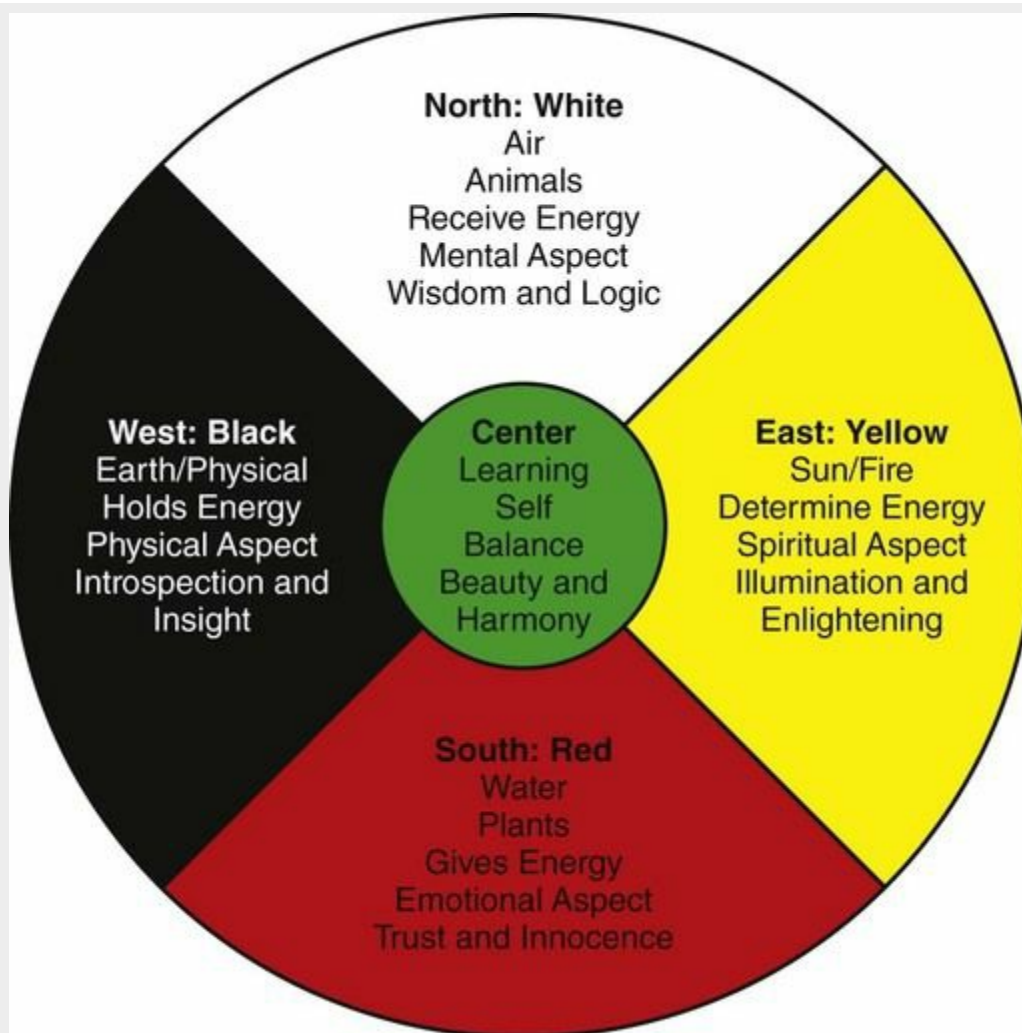 North: White
Air
Animals
Receive Energy
Mental Aspect
Wisdom and Logic
West: Black
Earth/Physical
Holds Energy
Physical Aspect
Introspection and
Insight
Center
Learning
Self
Balance
Beauty and
Harmony
East: Yellow
Sun/Fire
Determine Energy
Spiritual Aspect
Illumination and
Enlightening
South: Red
Water
Plants
Gives Energy
Emotional Aspect
Trust and Innocence